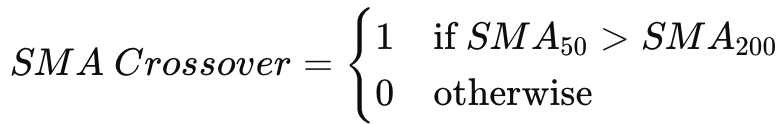 SMA Crossover = { 1 if SMA₅₀ > SMA₂₀₀
0 otherwise